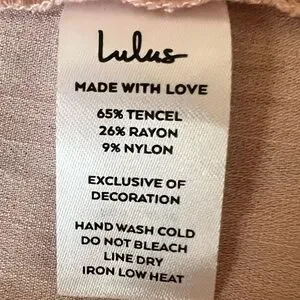 Lulus
MADE WITH LOVE
65% TENCEL
26% RAYON
9% NYLON
EXCLUSIVE OF
DECORATION
HAND WASH COLD
DO NOT BLEACH
LINE DRY
IRON LOW HEAT